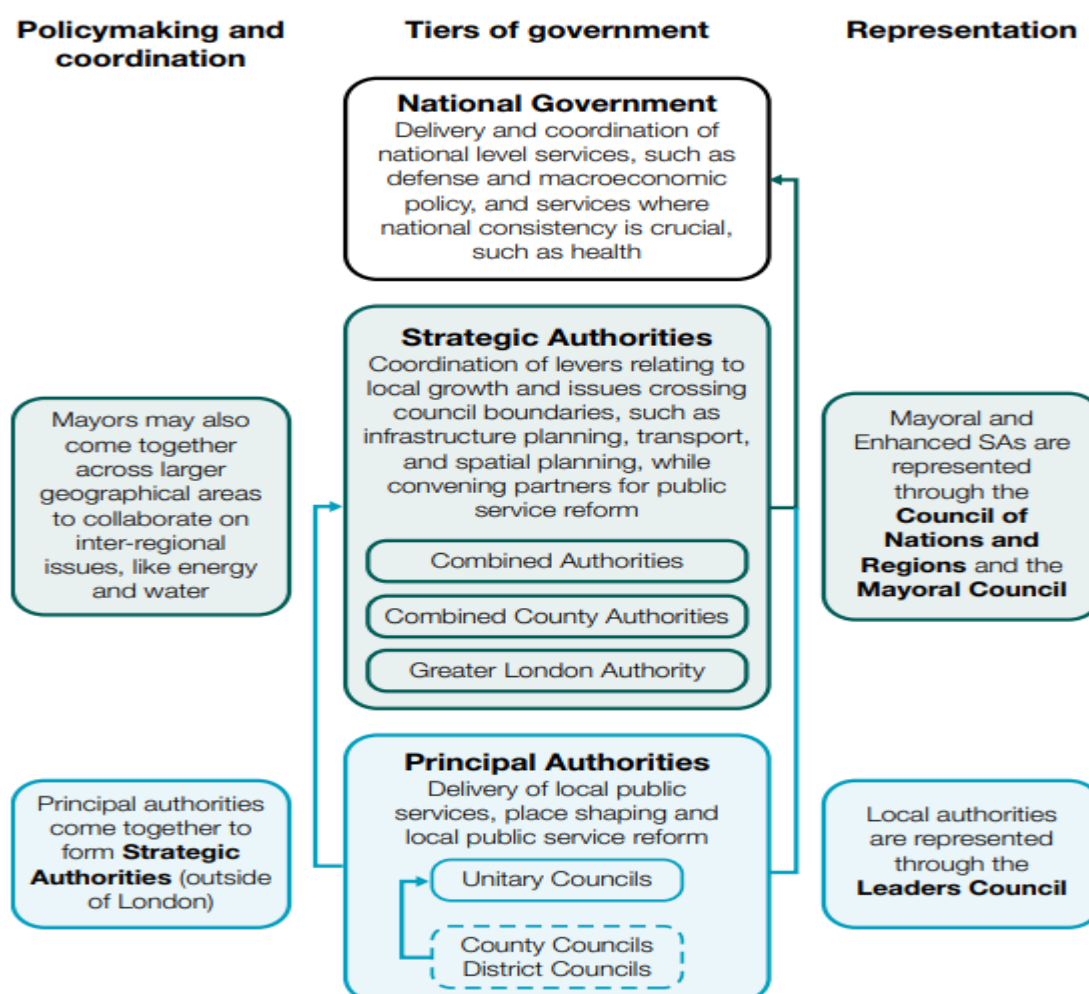 Policymaking and
coordination
Tiers of government
Representation
National Government
Delivery and coordination of
national level services, such as
defense and macroeconomic
policy, and services where
national consistency is crucial,
such as health
Strategic Authorities
Coordination of levers relating to
local growth and issues crossing
council boundaries, such as
infrastructure planning, transport,
and spatial planning, while
convening partners for public
service reform
Combined Authorities
Combined County Authorities
Greater London Authority
Mayors may also
come together
across larger
geographical areas
to collaborate on
inter-regional
issues, like energy
and water
Mayoral and
Enhanced SAs are
represented
through the
Council of
Nations and
Regions and the
Mayoral Council
Principal Authorities
Delivery of local public
services, place shaping and
local public service reform
Unitary Councils
County Councils
District Councils
Principal authorities
come together to
form Strategic
Authorities (outside
of London)
Local authorities
are represented
through the
Leaders Council